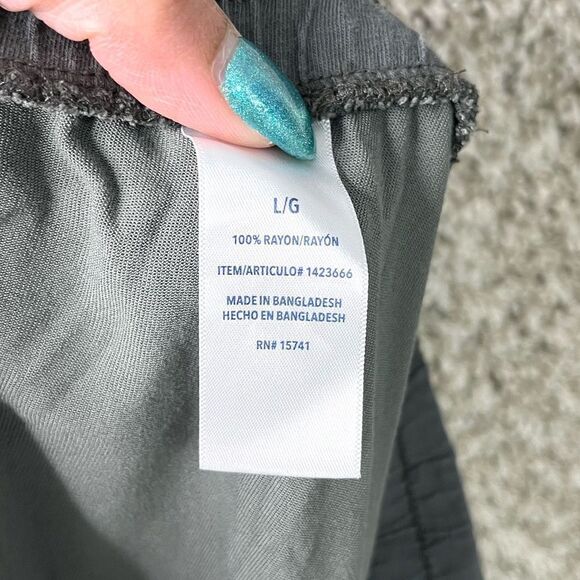 L/G
100% RAYON/RAYÓN
ITEM/ARTICULO# 1423666
MADE IN BANGLADESH
HECHO EN BANGLADESH
RN# 15741